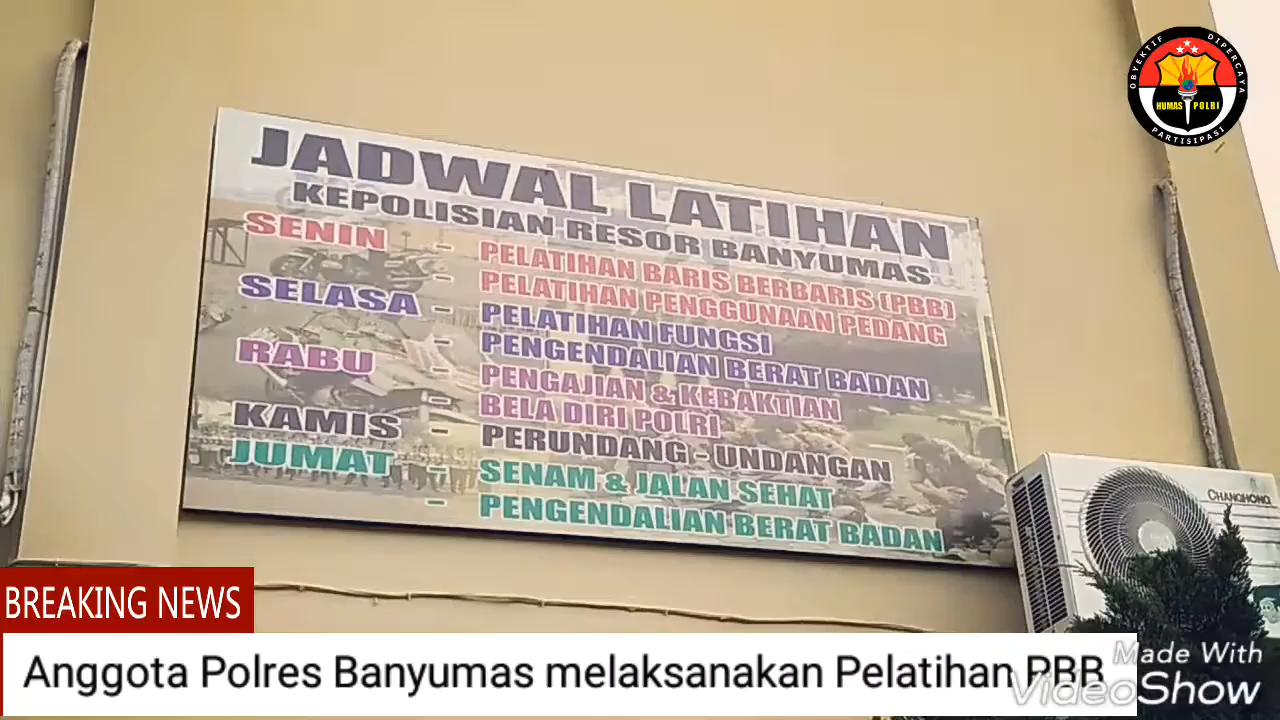 OBYEKTIF DIPERCAYA
HUMAS POLRI
PARTISIPASI
JADWAL LATIHAN
KEPOLISIAN RESOR BANYUMAS
SENIN - PELATIHAN BARIS BERBARIS (PBB)
- PELATIHAN PENGGUNAAN PEDANG
SELASA - PELATIHAN FUNGSI
- PENGENDALIAN BERAT BADAN
RABU - PENGAJIAN & KEBAKTIAN
- BELA DIRI POLRI
KAMIS - PERUNDANG - UNDANGAN
JUMAT - SENAM & JALAN SEHAT
- PENGENDALIAN BERAT BADAN
CHANGHONG
BREAKING NEWS
Anggota Polres Banyumas melaksanakan Pelatihan PBB
Made With
VideoShow